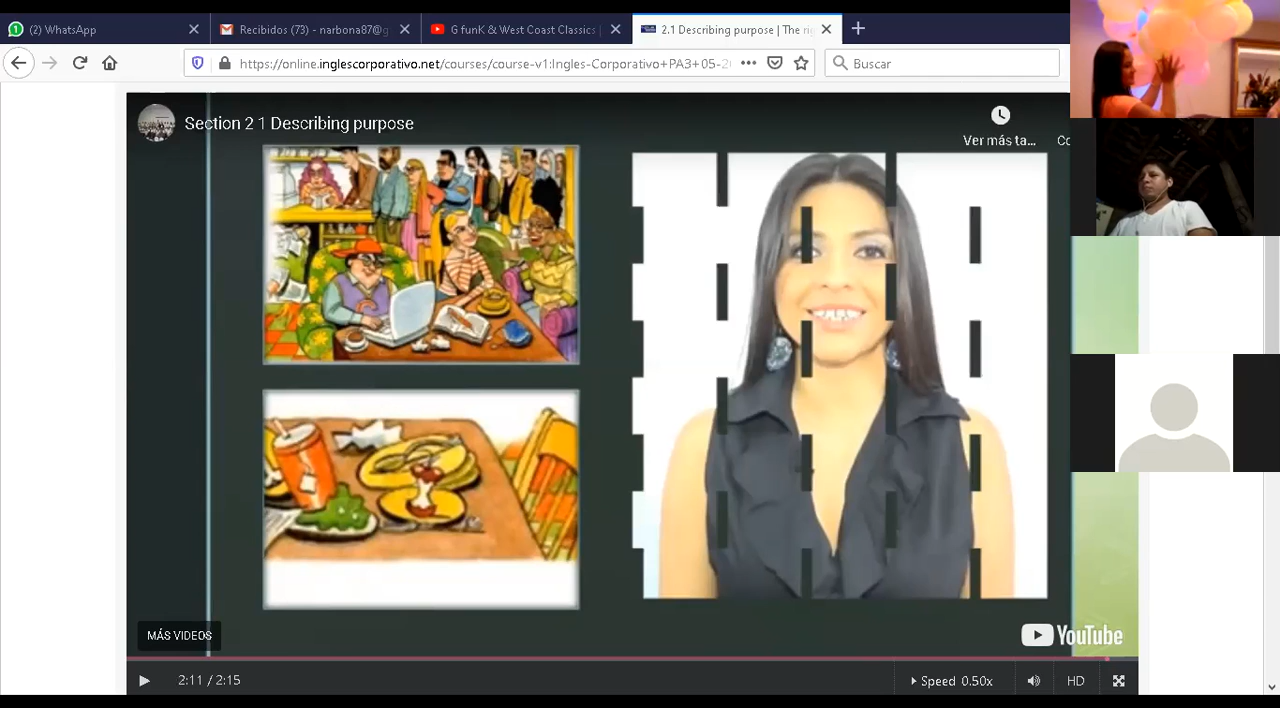 (2) WhatsApp
Recibidos (73) - narbona87@g
G funK & West Coast Classics |
2.1 Describing purpose | The ri
https://online.inglescorporativo.net/courses/course-v1:Ingles-Corporativo+PA3+05-2
Buscar
Section 2 1 Describing purpose
Ver más ta...
Co
MÁS VIDEOS
YouTube
2:11 / 2:15
Speed 0.50x
HD